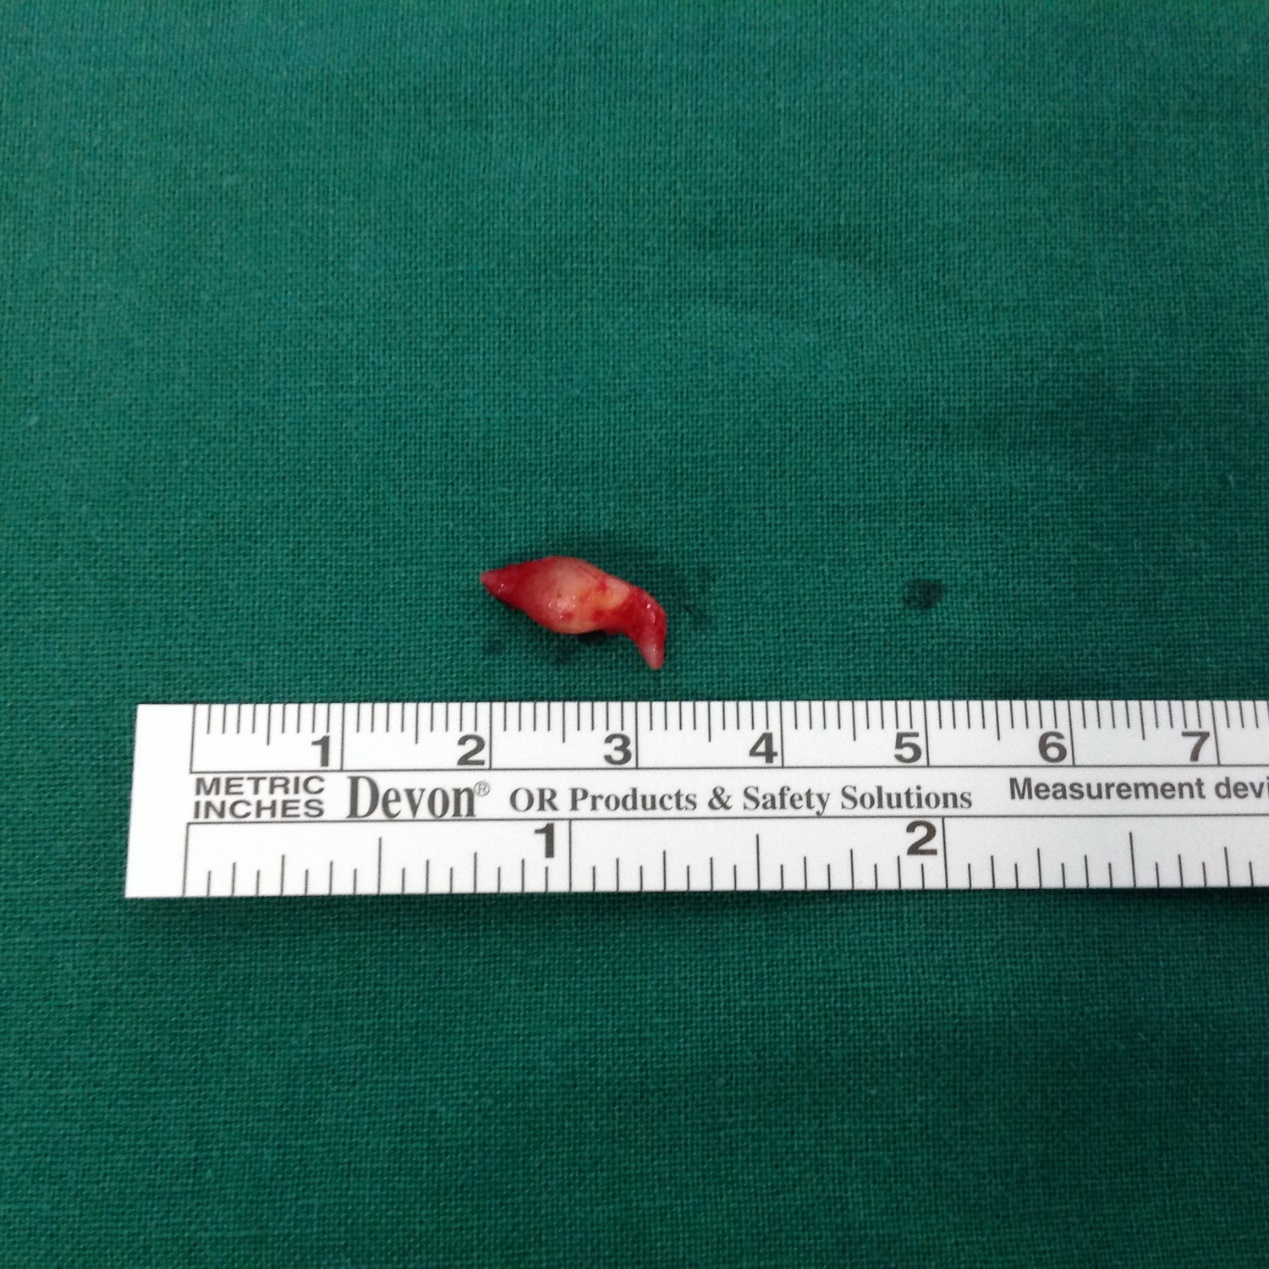 1 2 3 4 5 6 7
METRIC
INCHES
Devon® OR Products & Safety Solutions Measurement devi
1 2